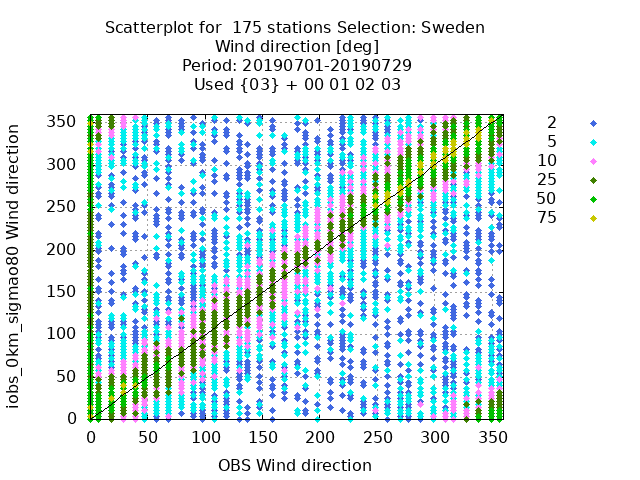 Scatterplot for  175 stations Selection: Sweden
Wind direction [deg]
Period: 20190701-20190729
Used {03} + 00 01 02 03
iobs_0km_sigmao80 Wind direction
350
300
250
200
150
100
50
0
0 50 100 150 200 250 300 350
OBS Wind direction
2
5
10
25
50
75